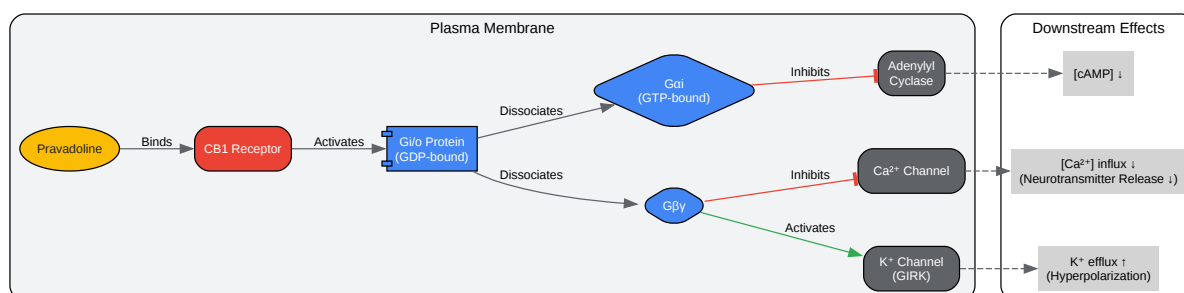 Plasma Membrane
Downstream Effects
Pravadoline
Binds
CB1 Receptor
Activates
Gi/o Protein
(GDP-bound)
Dissociates
Gαi
(GTP-bound)
Inhibits
Adenylyl
Cyclase
[cAMP] ↓
Dissociates
Gβγ
Inhibits
Ca²⁺ Channel
[Ca²⁺] influx ↓
(Neurotransmitter Release ↓)
Activates
K⁺ Channel
(GIRK)
K⁺ efflux ↑
(Hyperpolarization)